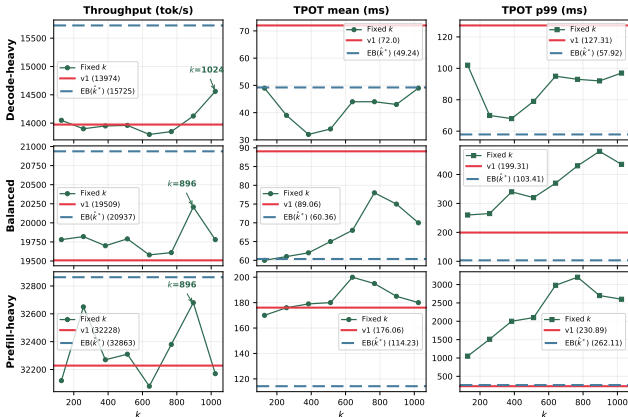 Throughput (tok/s)
TPOT mean (ms)
TPOT p99 (ms)
Decode-heavy
15500
15000
14500
14000
Fixed k
v1 (13974)
EB(k̂*) (15725)
k=1024
70
60
50
40
30
Fixed k
v1 (72.0)
EB(k̂*) (49.24)
120
100
80
60
Fixed k
v1 (127.31)
EB(k̂*) (57.92)
Balanced
21000
20750
20500
20250
20000
19750
19500
Fixed k
v1 (19509)
EB(k̂*) (20937)
k=896
90
85
80
75
70
65
60
Fixed k
v1 (89.06)
EB(k̂*) (60.36)
400
300
200
100
Fixed k
v1 (199.31)
EB(k̂*) (103.41)
Prefill-heavy
32800
32600
32400
32200
Fixed k
v1 (32228)
EB(k̂*) (32863)
k=896
200
180
160
140
120
Fixed k
v1 (176.06)
EB(k̂*) (114.23)
3000
2500
2000
1500
1000
500
Fixed k
v1 (230.89)
EB(k̂*) (262.11)
200 400 600 800 1000
200 400 600 800 1000
200 400 600 800 1000
k
k
k